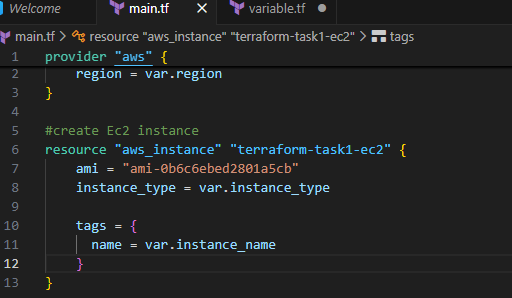 Welcome
main.tf
variable.tf
main.tf > resource "aws_instance" "terraform-task1-ec2" > tags
1 provider "aws" {
2 region = var.region
3 }
4
5 #create Ec2 instance
6 resource "aws_instance" "terraform-task1-ec2" {
7 ami = "ami-0b6c6ebed2801a5cb"
8 instance_type = var.instance_type
9
10 tags = {
11 name = var.instance_name
12 }
13 }